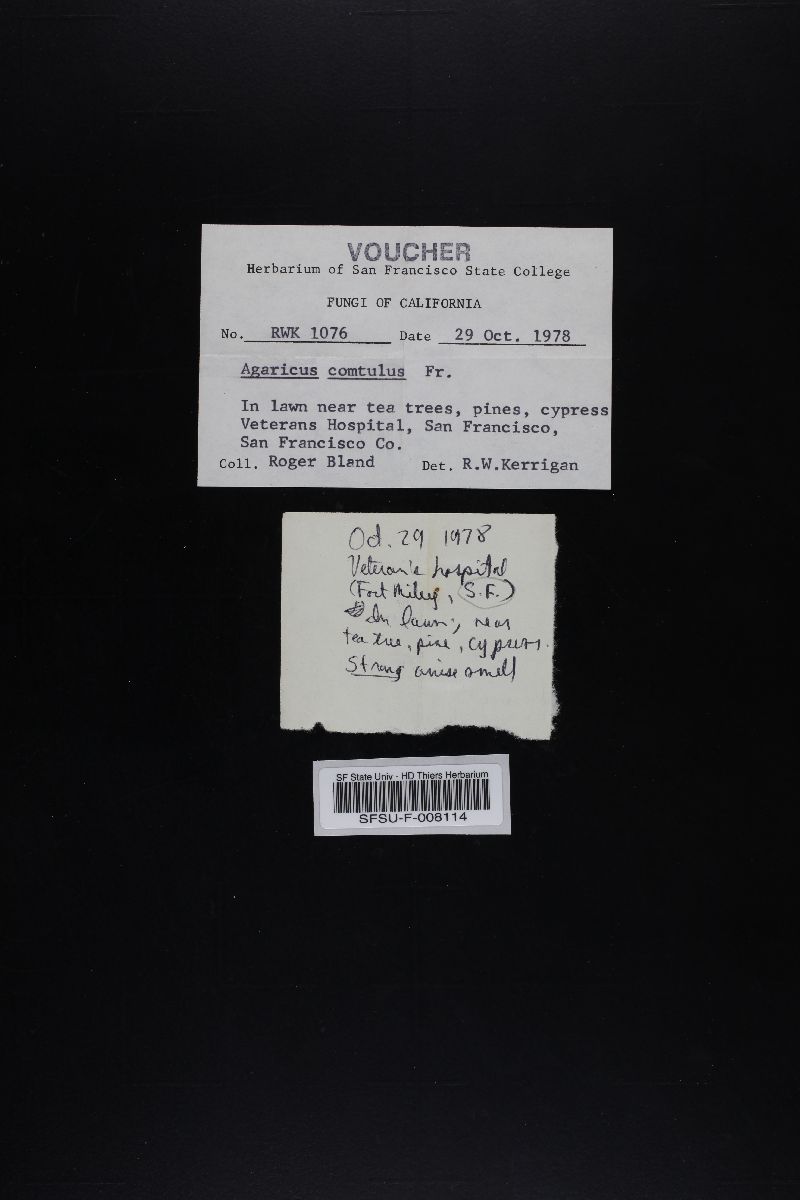 VOUCHER
Herbarium of San Francisco State College
FUNGI OF CALIFORNIA
No. RWK 1076 Date 29 Oct. 1978
Agaricus comtulus Fr.
In lawn near tea trees, pines, cypress
Veterans Hospital, San Francisco,
San Francisco Co.
Coll. Roger Bland Det. R.W.Kerrigan
Oct. 29 1978
Veteran's hospital
(Fort Miley, S.F.)
In lawn, near
tea tree, pine, cypress.
Strong anise smell
SF State Univ - HD Thiers Herbarium
SFSU-F-008114